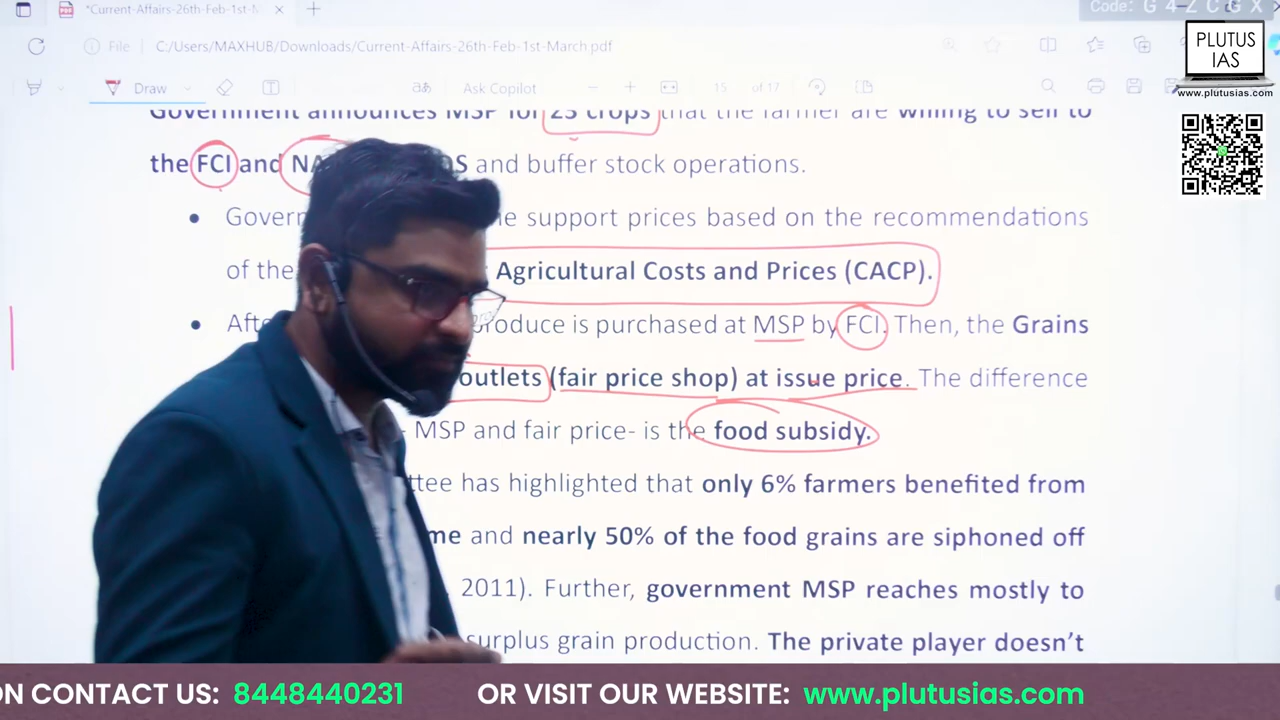 *Current-Affairs-26th-Feb-1st-M
Code: G 4 Z C G X
File C:/Users/MAXHUB/Downloads/Current-Affairs-26th-Feb-1st-March.pdf
Draw aあ Ask Copilot 15 of 17
PLUTUS
IAS
www.plutusias.com
Government announces MSP for 23 crops that the farmer are willing to sell to
the FCI and and buffer stock operations.
• support prices based on the recommendations
of the Agricultural Costs and Prices (CACP).
• produce is purchased at MSP by FCI. Then, the Grains
outlets (fair price shop) at issue price. The difference
- MSP and fair price- is the food subsidy.
has highlighted that only 6% farmers benefited from
and nearly 50% of the food grains are siphoned off
2011). Further, government MSP reaches mostly to
surplus grain production. The private player doesn't
ON CONTACT US: 8448440231 OR VISIT OUR WEBSITE: www.plutusias.com